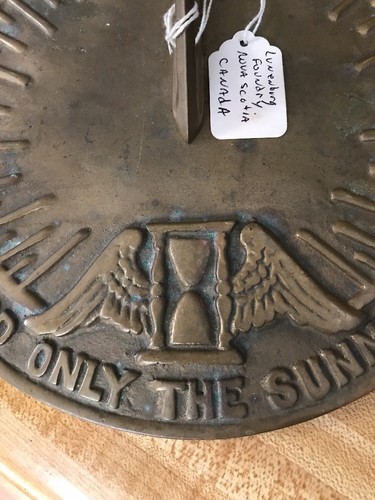 Lunenburg
Foundry.
Nova Scotia
CANADA
ONLY THE SUNN